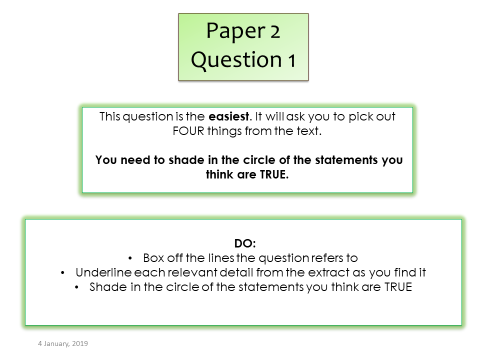 Paper 2
Question 1
This question is the easiest. It will ask you to pick out
FOUR things from the text.
You need to shade in the circle of the statements you
think are TRUE.
DO:
• Box off the lines the question refers to
• Underline each relevant detail from the extract as you find it
• Shade in the circle of the statements you think are TRUE
4 January, 2019